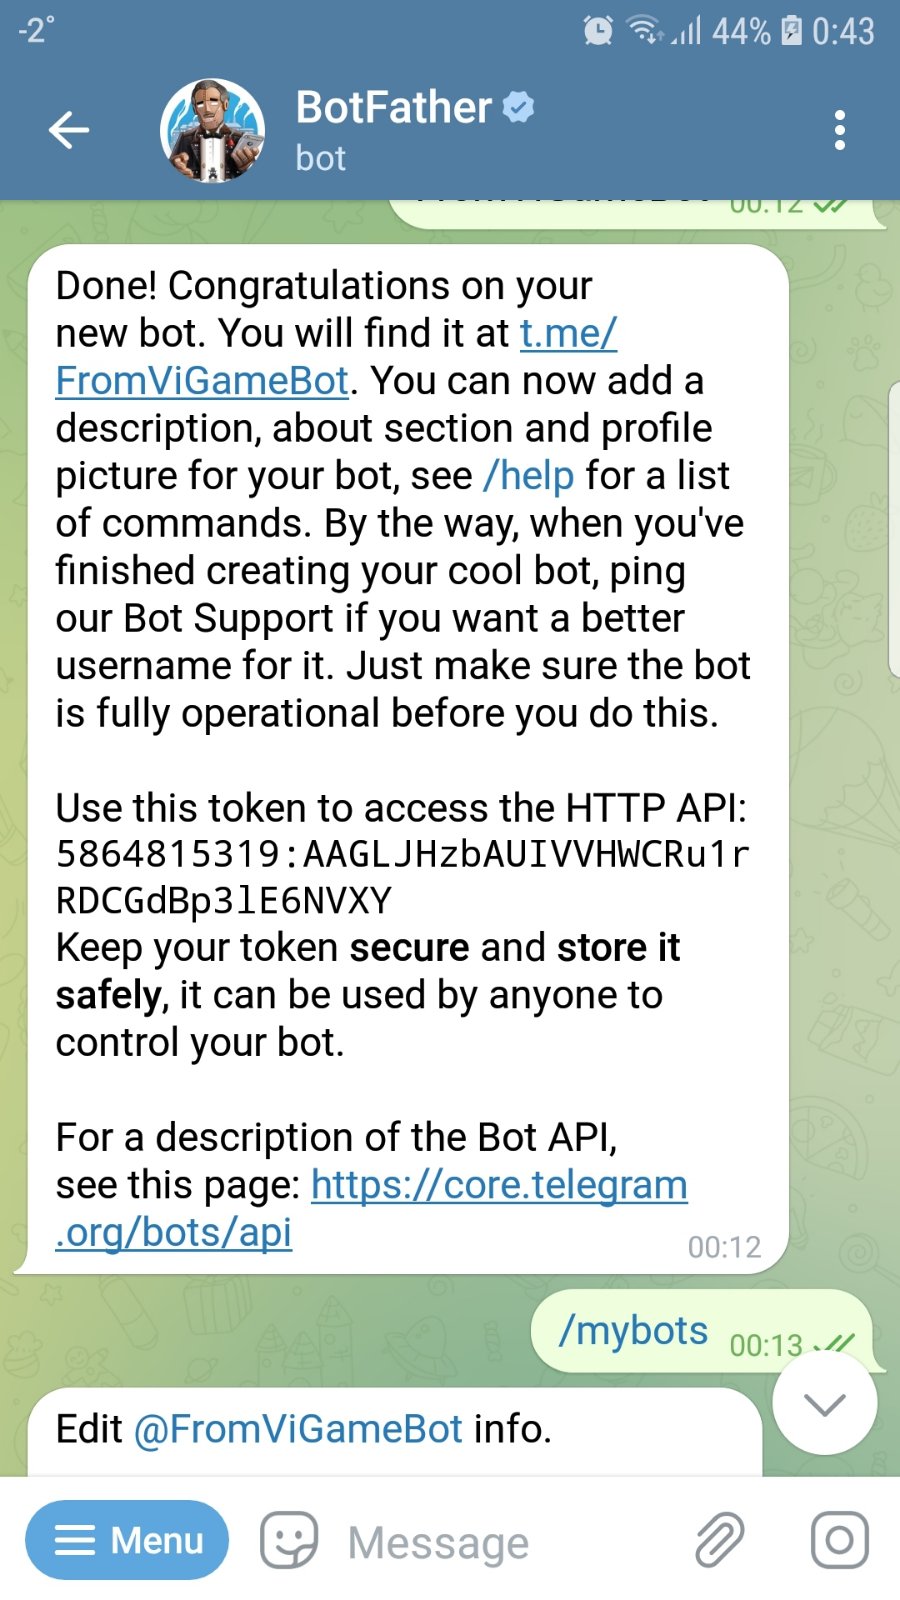 -2°
44% 0:43
BotFather
bot
00:12
Done! Congratulations on your
new bot. You will find it at t.me/
FromViGameBot. You can now add a
description, about section and profile
picture for your bot, see /help for a list
of commands. By the way, when you've
finished creating your cool bot, ping
our Bot Support if you want a better
username for it. Just make sure the bot
is fully operational before you do this.
Use this token to access the HTTP API:
5864815319:AAGLJHzbAUIVVHWCRu1r
RDCGdBp3lE6NVXY
Keep your token secure and store it
safely, it can be used by anyone to
control your bot.
For a description of the Bot API,
see this page: https://core.telegram
.org/bots/api
00:12
/mybots 00:13
Edit @FromViGameBot info.
Menu Message